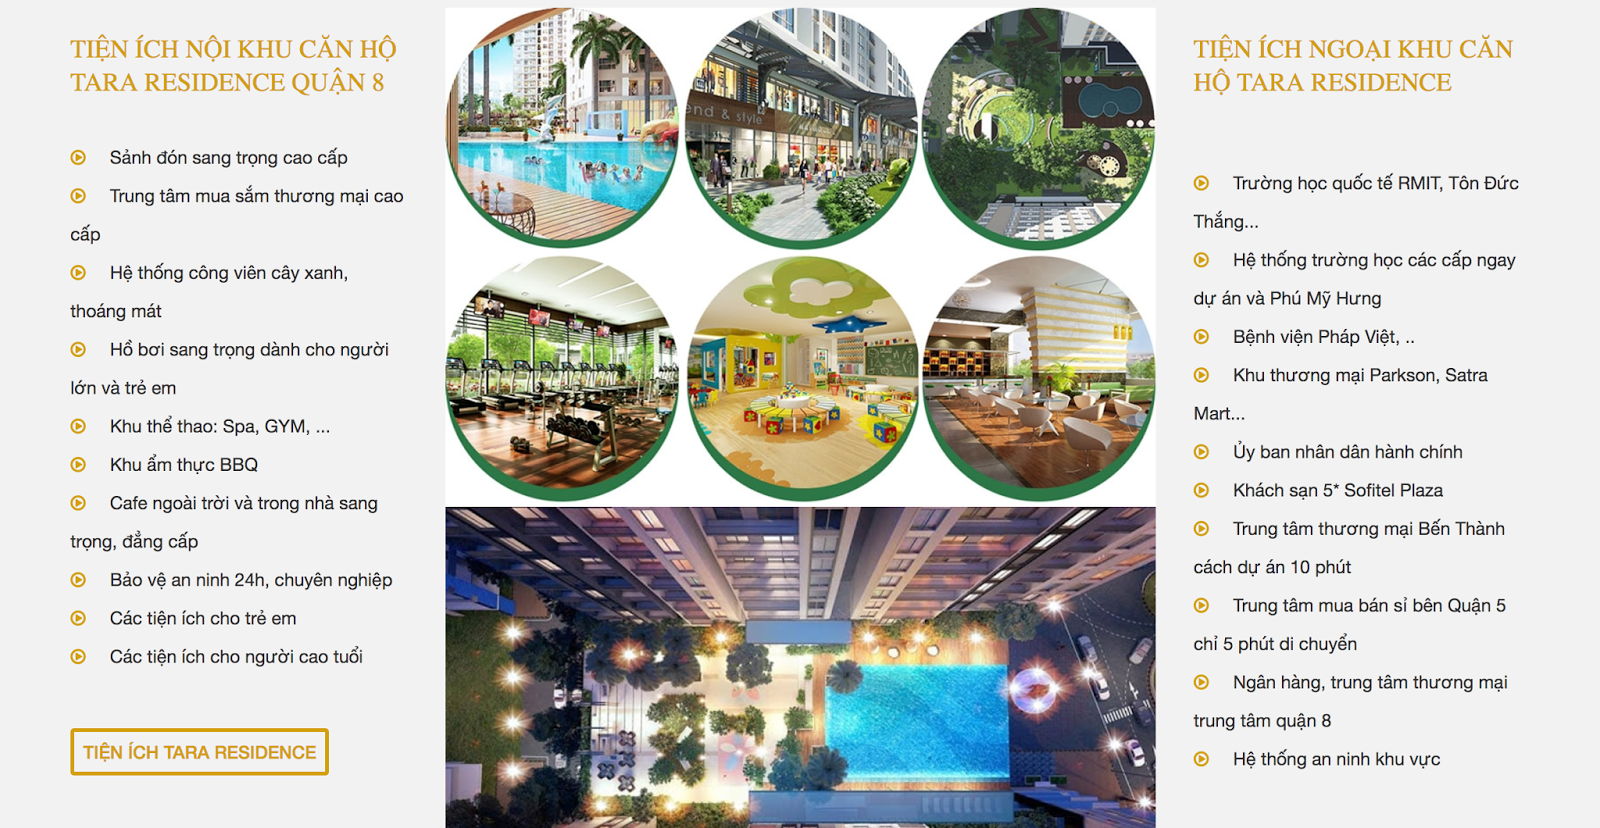 TIỆN ÍCH NỘI KHU CĂN HỘ
TARA RESIDENCE QUẬN 8
Sảnh đón sang trọng cao cấp
Trung tâm mua sắm thương mại cao
cấp
Hệ thống công viên cây xanh,
thoáng mát
Hồ bơi sang trọng dành cho người
lớn và trẻ em
Khu thể thao: Spa, GYM, ...
Khu ẩm thực BBQ
Cafe ngoài trời và trong nhà sang
trọng, đẳng cấp
Bảo vệ an ninh 24h, chuyên nghiệp
Các tiện ích cho trẻ em
Các tiện ích cho người cao tuổi
TIỆN ÍCH TARA RESIDENCE
end & style
TIỆN ÍCH NGOẠI KHU CĂN
HỘ TARA RESIDENCE
Trường học quốc tế RMIT, Tôn Đức
Thắng...
Hệ thống trường học các cấp ngay
dự án và Phú Mỹ Hưng
Bệnh viện Pháp Việt, ..
Khu thương mại Parkson, Satra
Mart...
Ủy ban nhân dân hành chính
Khách sạn 5* Sofitel Plaza
Trung tâm thương mại Bến Thành
cách dự án 10 phút
Trung tâm mua bán sỉ bên Quận 5
chỉ 5 phút di chuyển
Ngân hàng, trung tâm thương mại
trung tâm quận 8
Hệ thống an ninh khu vực